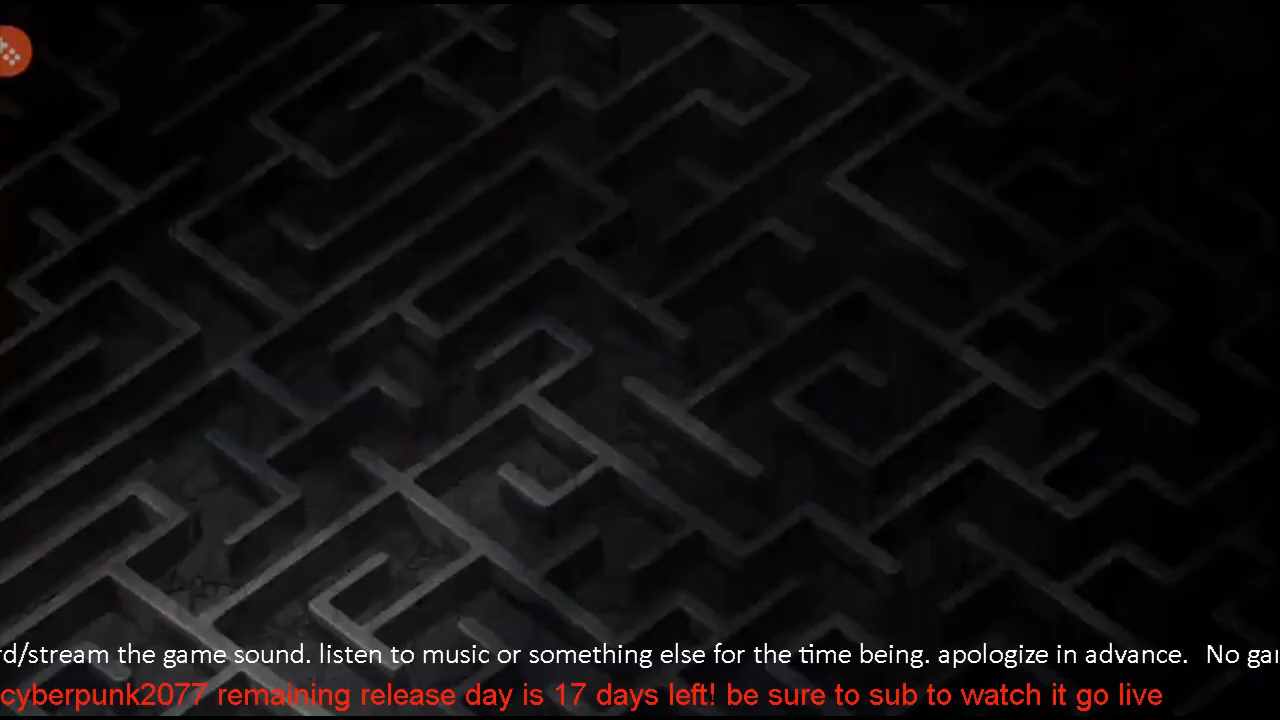 rd/stream the game sound. listen to music or something else for the time being. apologize in advance. No gar
cyberpunk2077 remaining release day is 17 days left! be sure to sub to watch it go live